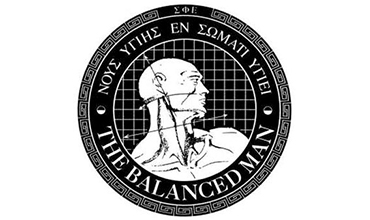 ΣΦΕ
ΝΟΥΣ ΥΓΙΗΣ ΕΝ ΣΩΜΑΤΙ ΥΓΙΕΙ
THE BALANCED MAN